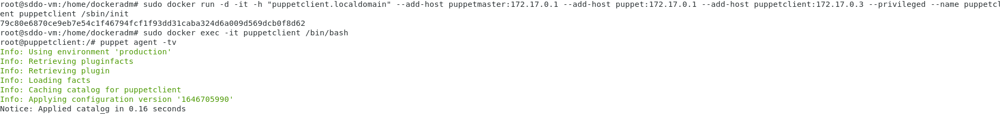 root@sddo-vm:/home/dockeradm# sudo docker run -d -it -h "puppetclient.localdomain" --add-host puppetmaster:172.17.0.1 --add-host puppet:172.17.0.1 --add-host puppetclient:172.17.0.3 --privileged --name puppetcl
ent puppetclient /sbin/init
79c80e6870ce9eb7e54c1f46794fcf1f93dd31caba324d6a009d569dcb0f8d62
root@sddo-vm:/home/dockeradm# sudo docker exec -it puppetclient /bin/bash
root@puppetclient:/# puppet agent -tv
Info: Using environment 'production'
Info: Retrieving pluginfacts
Info: Retrieving plugin
Info: Loading facts
Info: Caching catalog for puppetclient
Info: Applying configuration version '1646705990'
Notice: Applied catalog in 0.16 seconds